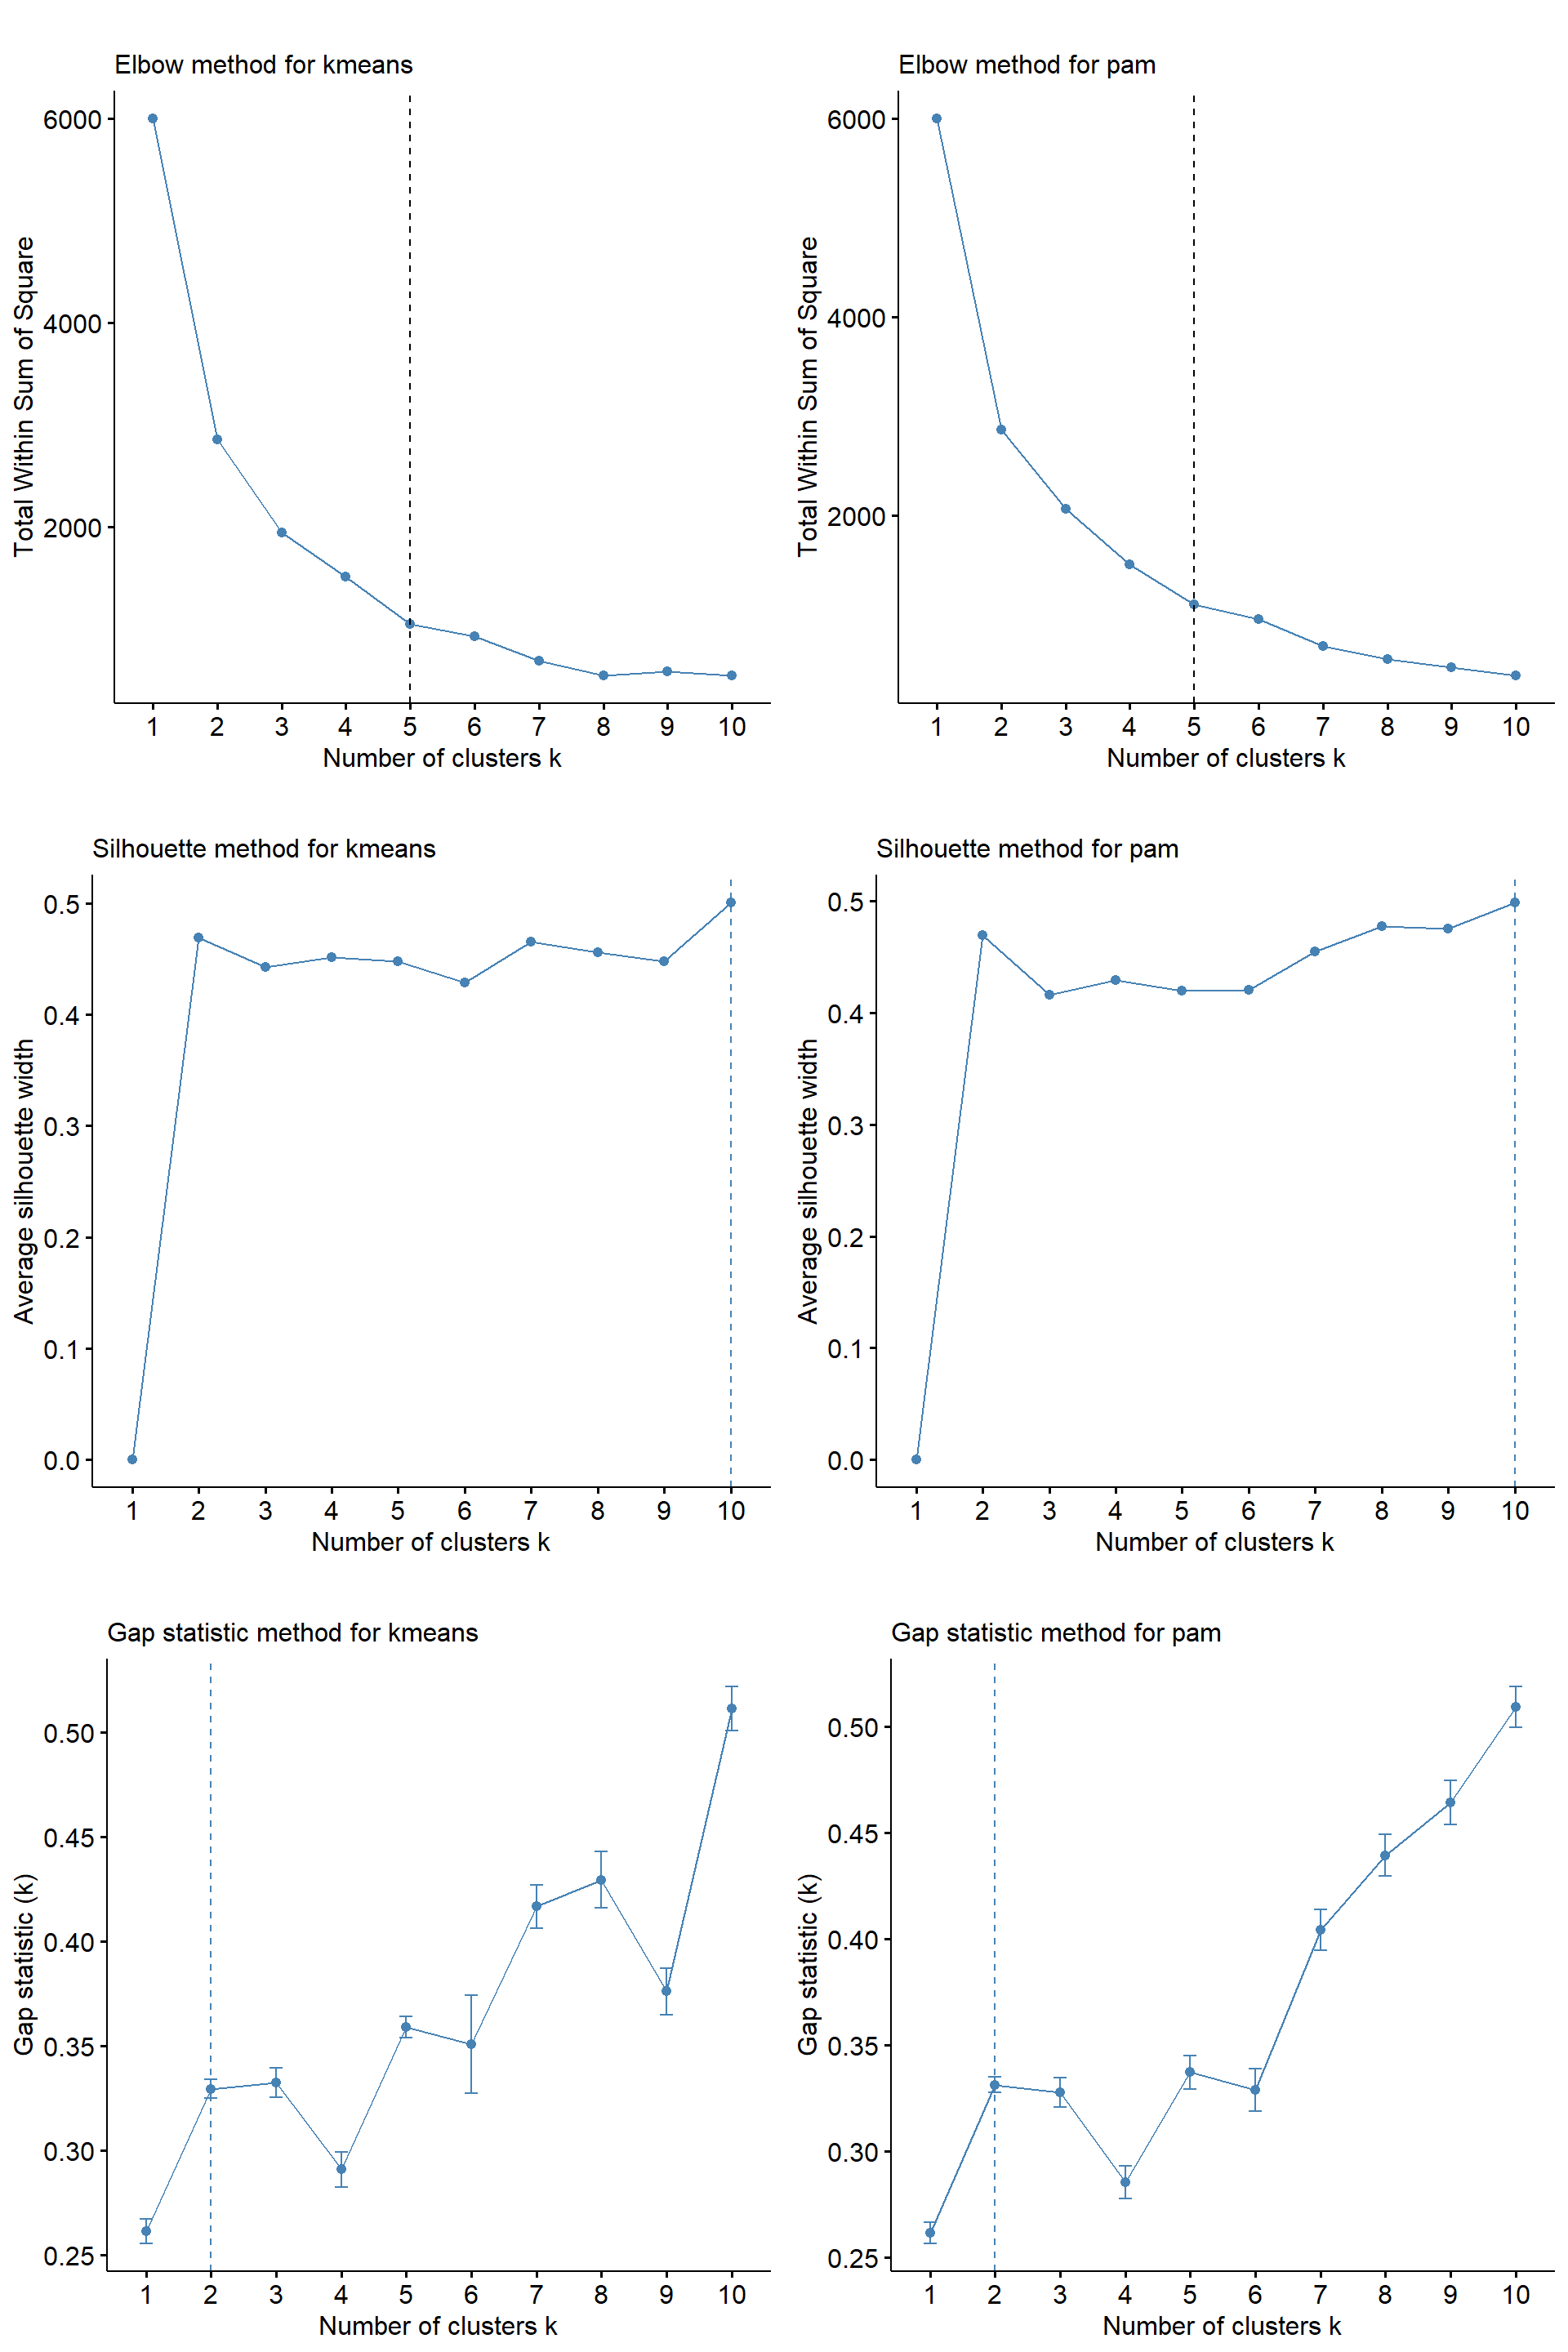 Elbow method for kmeans
Total Within Sum of Square
6000
4000
2000
1 2 3 4 5 6 7 8 9 10
Number of clusters k
Elbow method for pam
Total Within Sum of Square
6000
4000
2000
1 2 3 4 5 6 7 8 9 10
Number of clusters k
Silhouette method for kmeans
Average silhouette width
0.5
0.4
0.3
0.2
0.1
0.0
1 2 3 4 5 6 7 8 9 10
Number of clusters k
Silhouette method for pam
Average silhouette width
0.5
0.4
0.3
0.2
0.1
0.0
1 2 3 4 5 6 7 8 9 10
Number of clusters k
Gap statistic method for kmeans
Gap statistic (k)
0.50
0.45
0.40
0.35
0.30
0.25
1 2 3 4 5 6 7 8 9 10
Number of clusters k
Gap statistic method for pam
Gap statistic (k)
0.50
0.45
0.40
0.35
0.30
0.25
1 2 3 4 5 6 7 8 9 10
Number of clusters k